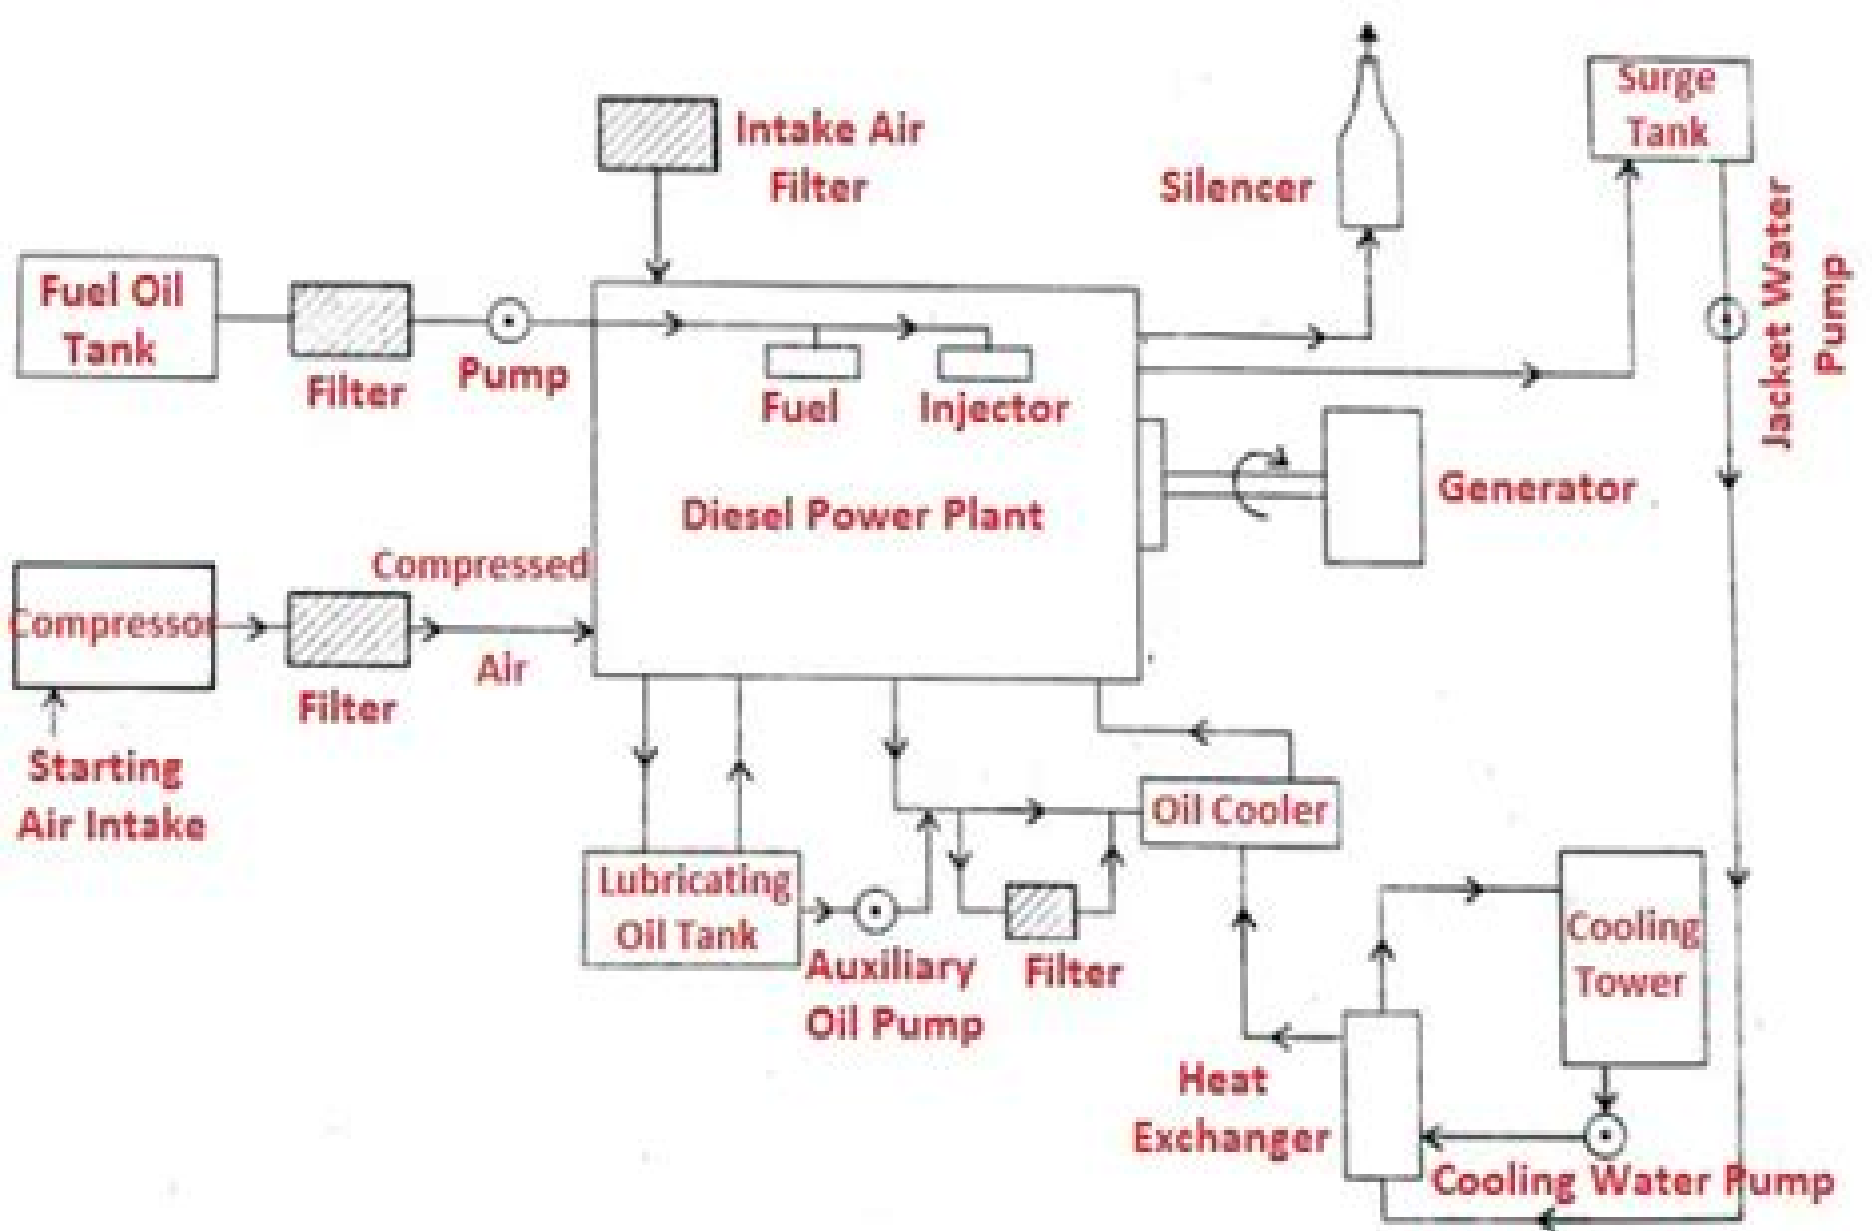 Surge
Tank
Intake Air
Filter
Silencer
Jacket Water
Pump
Fuel Oil
Tank
Filter
Pump
Fuel
Injector
Generator
Diesel Power Plant
Compressed
Air
Compressor
Filter
Starting
Air Intake
Oil Cooler
Lubricating
Oil Tank
Auxiliary
Oil Pump
Filter
Cooling
Tower
Heat
Exchanger
Cooling Water Pump